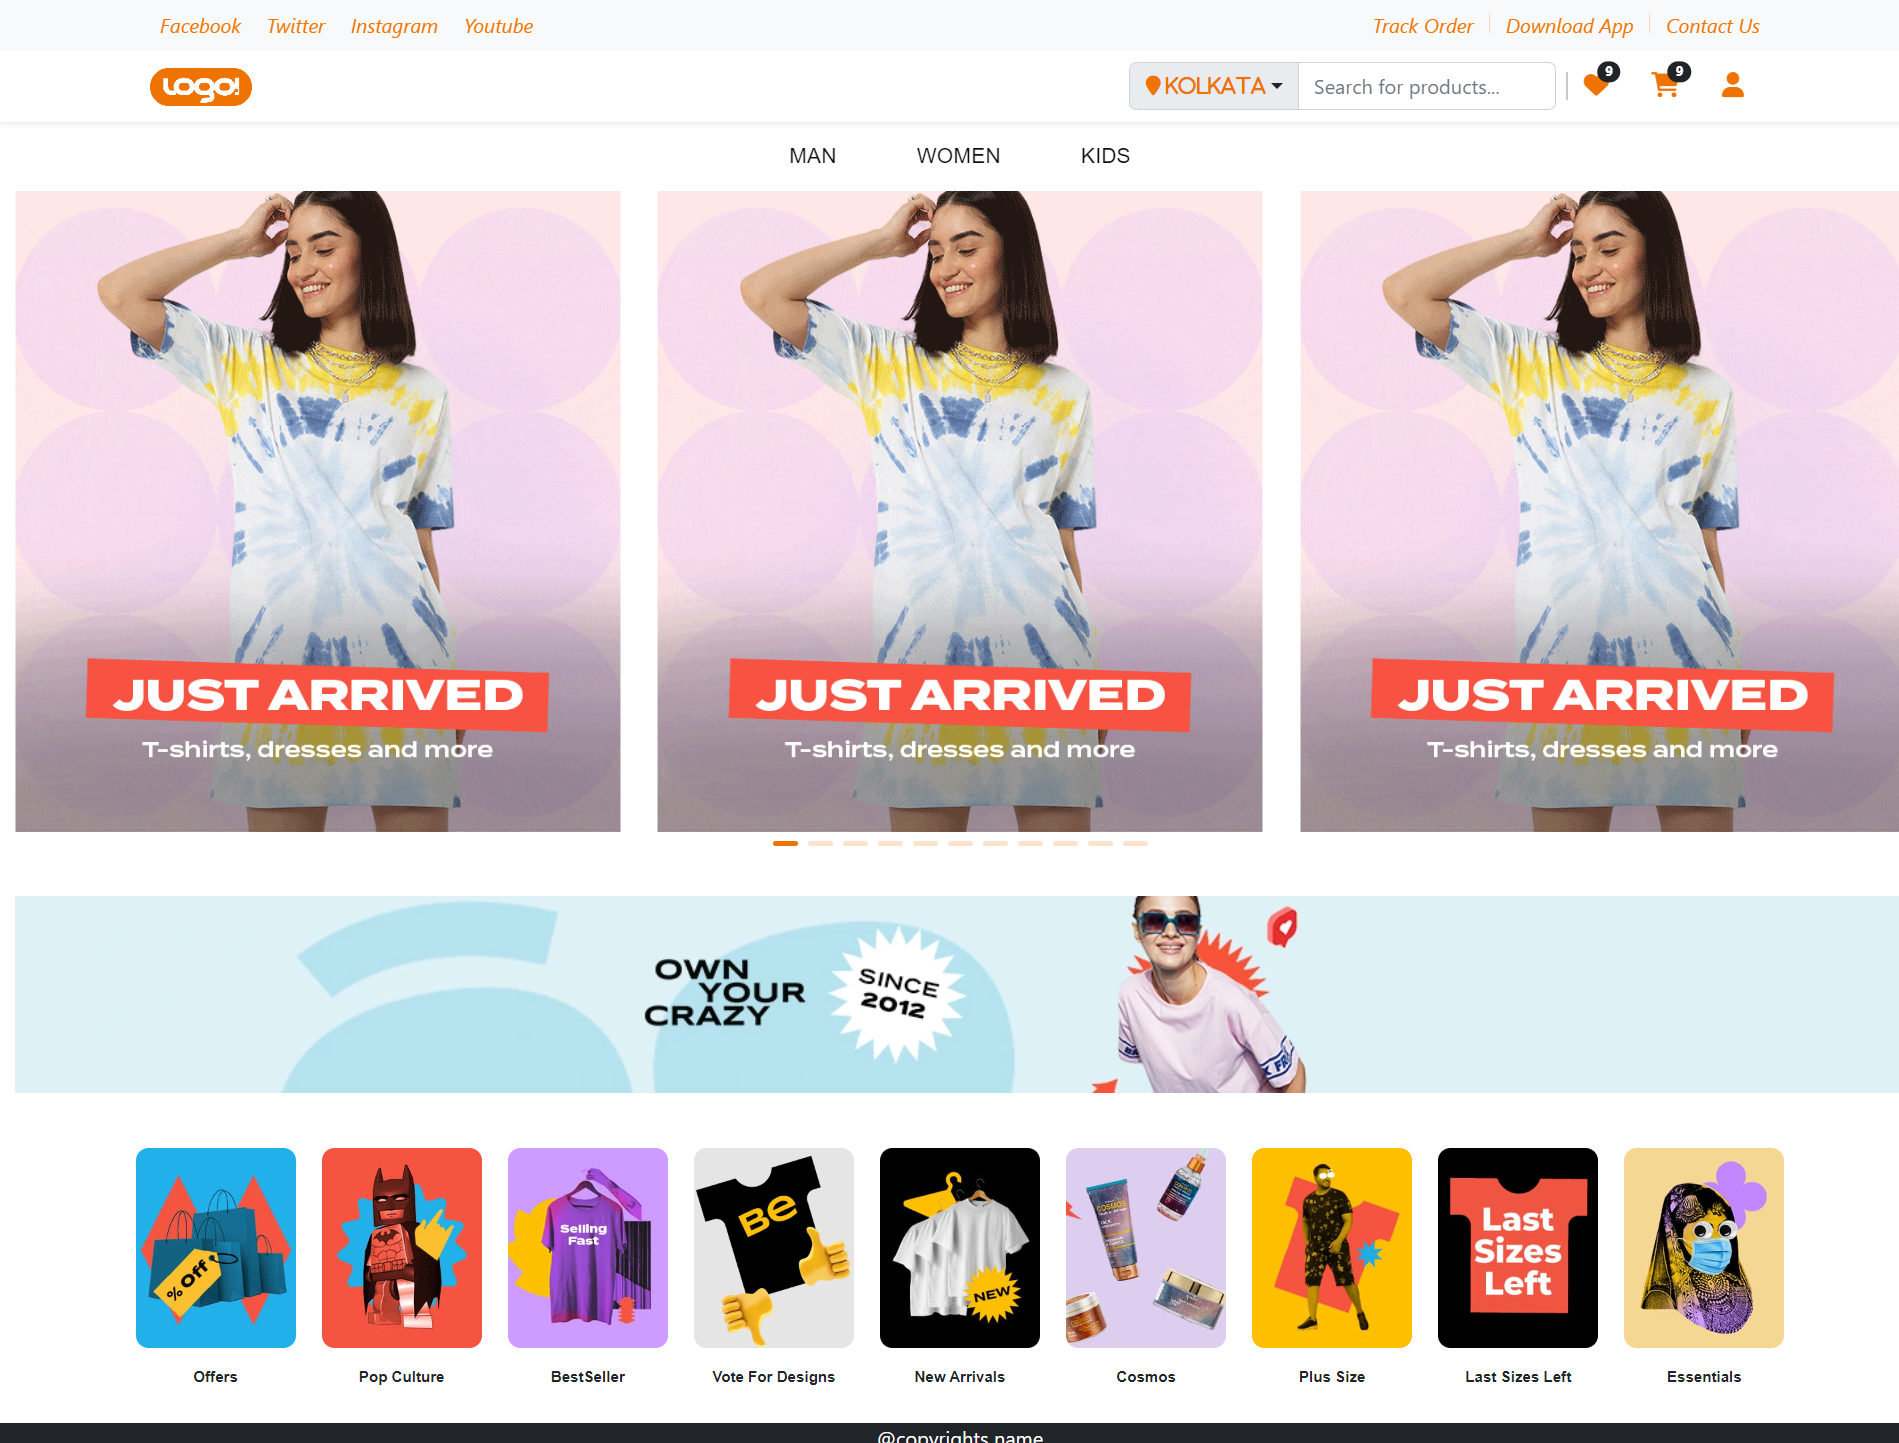 Facebook Twitter Instagram Youtube Track Order Download App Contact Us
LOGO!
KOLKATA Search for products... 9 9
MAN WOMEN KIDS
JUST ARRIVED
T-shirts, dresses and more
JUST ARRIVED
T-shirts, dresses and more
JUST ARRIVED
T-shirts, dresses and more
OWN
YOUR
CRAZY
SINCE
2012
% Off
Selling
Fast
BE
NEW
COSMOS
Last
Sizes
Left
Offers
Pop Culture
BestSeller
Vote For Designs
New Arrivals
Cosmos
Plus Size
Last Sizes Left
Essentials
@copyrights name